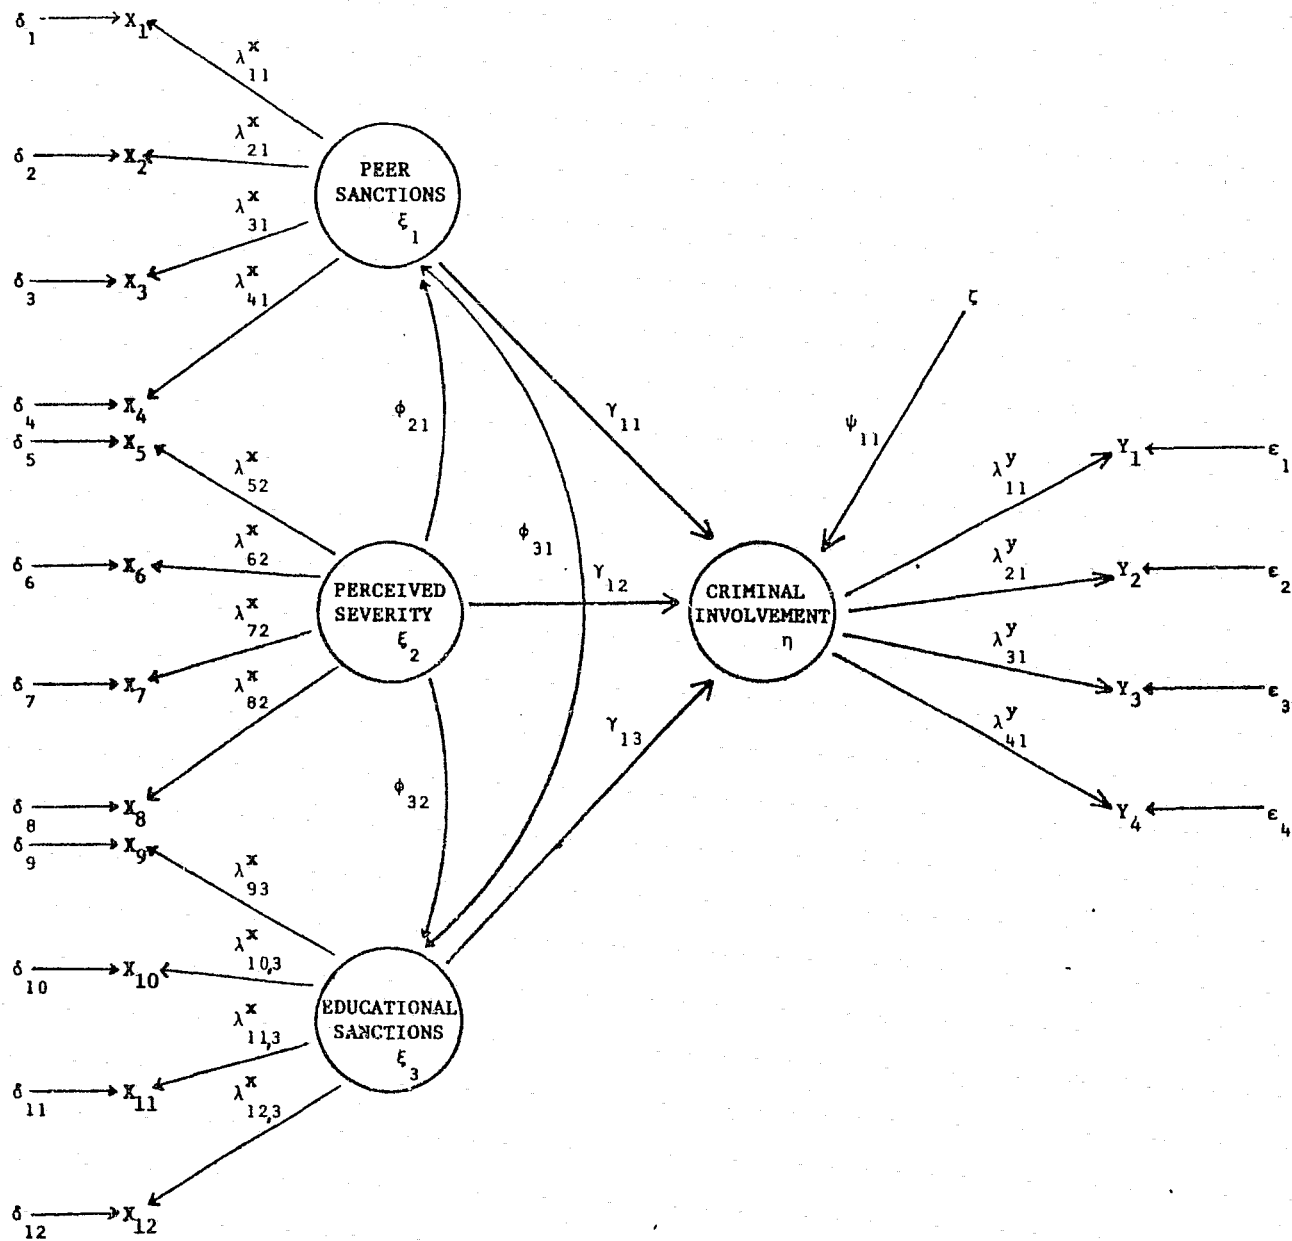 δ1 X1
λx11
δ2 X2
λx21
δ3 X3
λx31
δ4 X4
λx41
PEER
SANCTIONS
ξ1
δ5 X5
λx52
δ6 X6
λx62
δ7 X7
λx72
δ8 X8
λx82
PERCEIVED
SEVERITY
ξ2
δ9 X9
λx93
δ10 X10
λx10,3
δ11 X11
λx11,3
δ12 X12
λx12,3
EDUCATIONAL
SANCTIONS
ξ3
ϕ21
ϕ31
ϕ32
γ11
γ12
γ13
ζ
ψ11
CRIMINAL
INVOLVEMENT
η
λy11
Y1 ε1
λy21
Y2 ε2
λy31
Y3 ε3
λy41
Y4 ε4